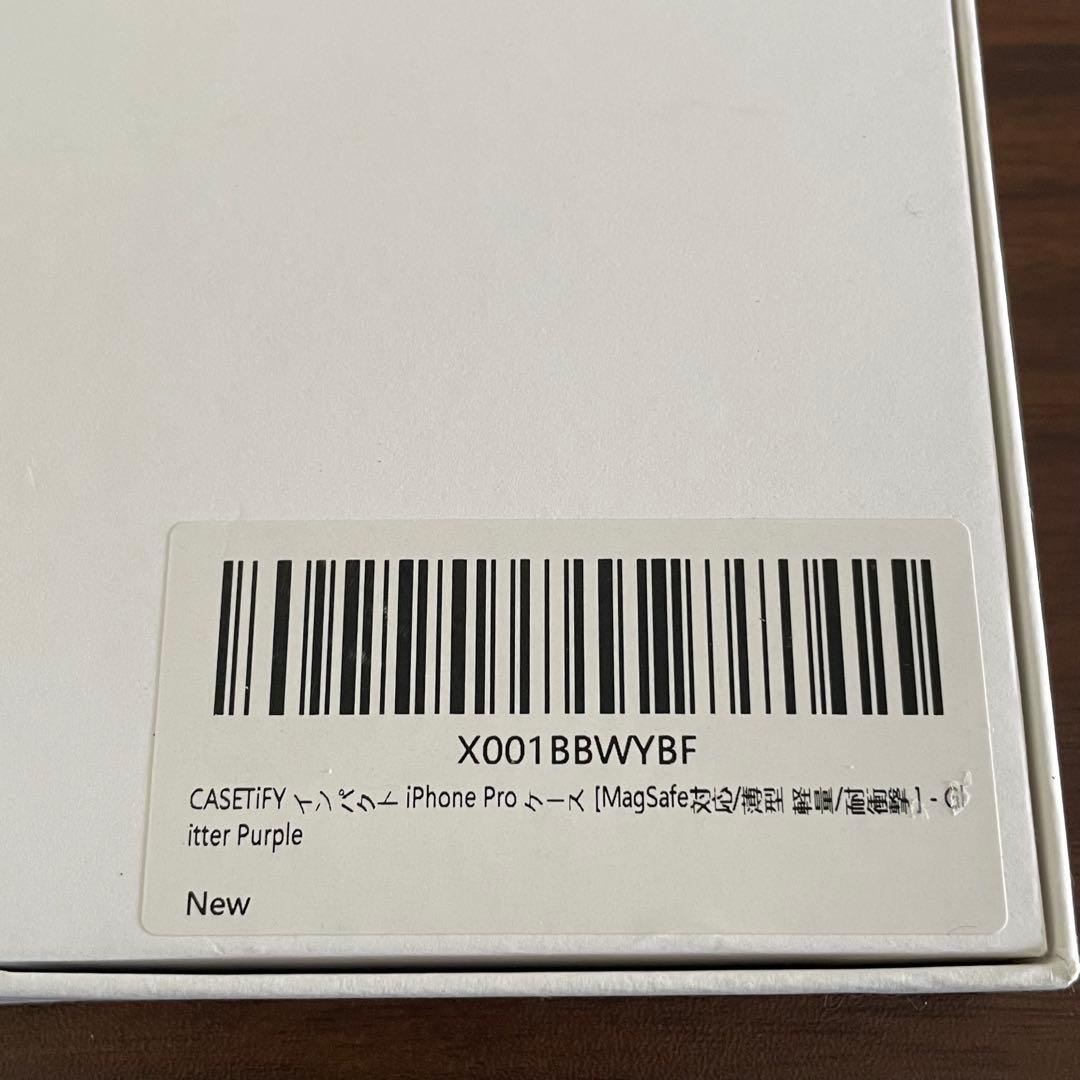 X001BBWYBF
CASETiFY インパクト iPhone Pro ケース [MagSafe対応/薄型 軽量/耐衝撃] - Gl
itter Purple
New